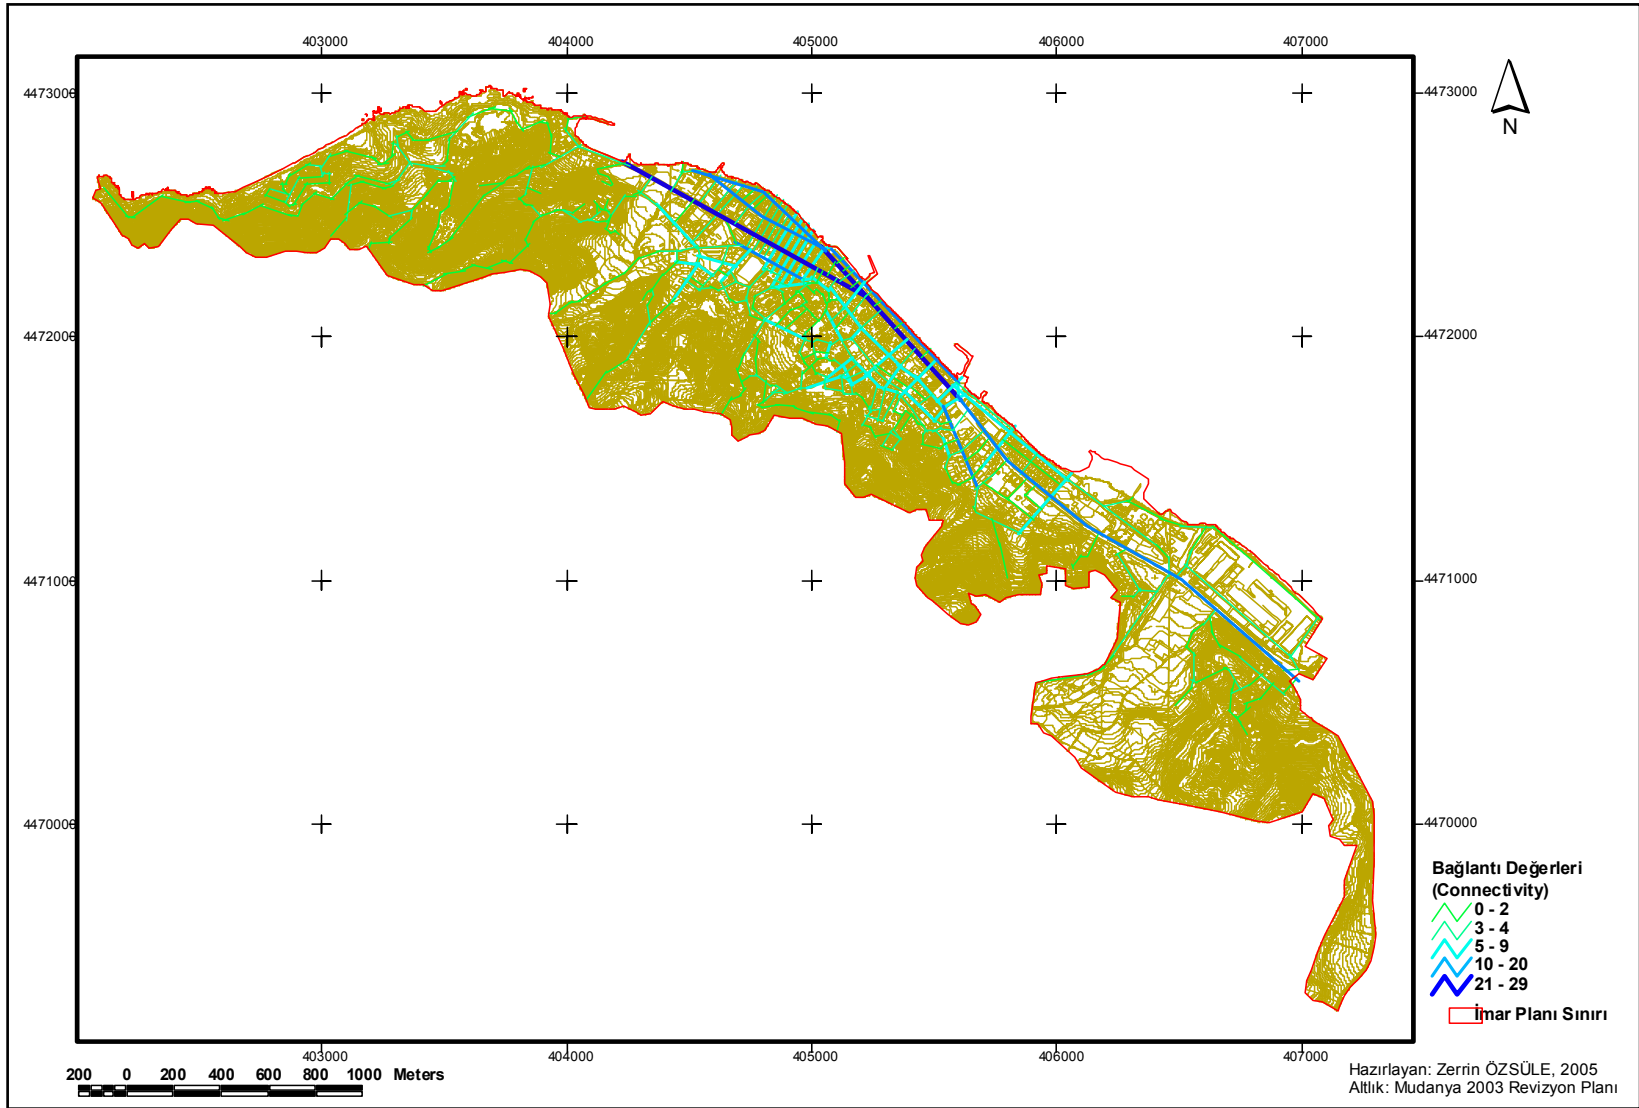 403000 404000 405000 406000 407000
4473000 4473000
N
4472000 4472000
4471000 4471000
4470000 4470000
Bağlantı Değerleri
(Connectivity)
0 - 2
3 - 4
5 - 9
10 - 20
21 - 29
İmar Planı Sınırı
403000 404000 405000 406000 407000
200 0 200 400 600 800 1000 Meters
Hazırlayan: Zerrin ÖZSÜLE, 2005
Altlık: Mudanya 2003 Revizyon Planı